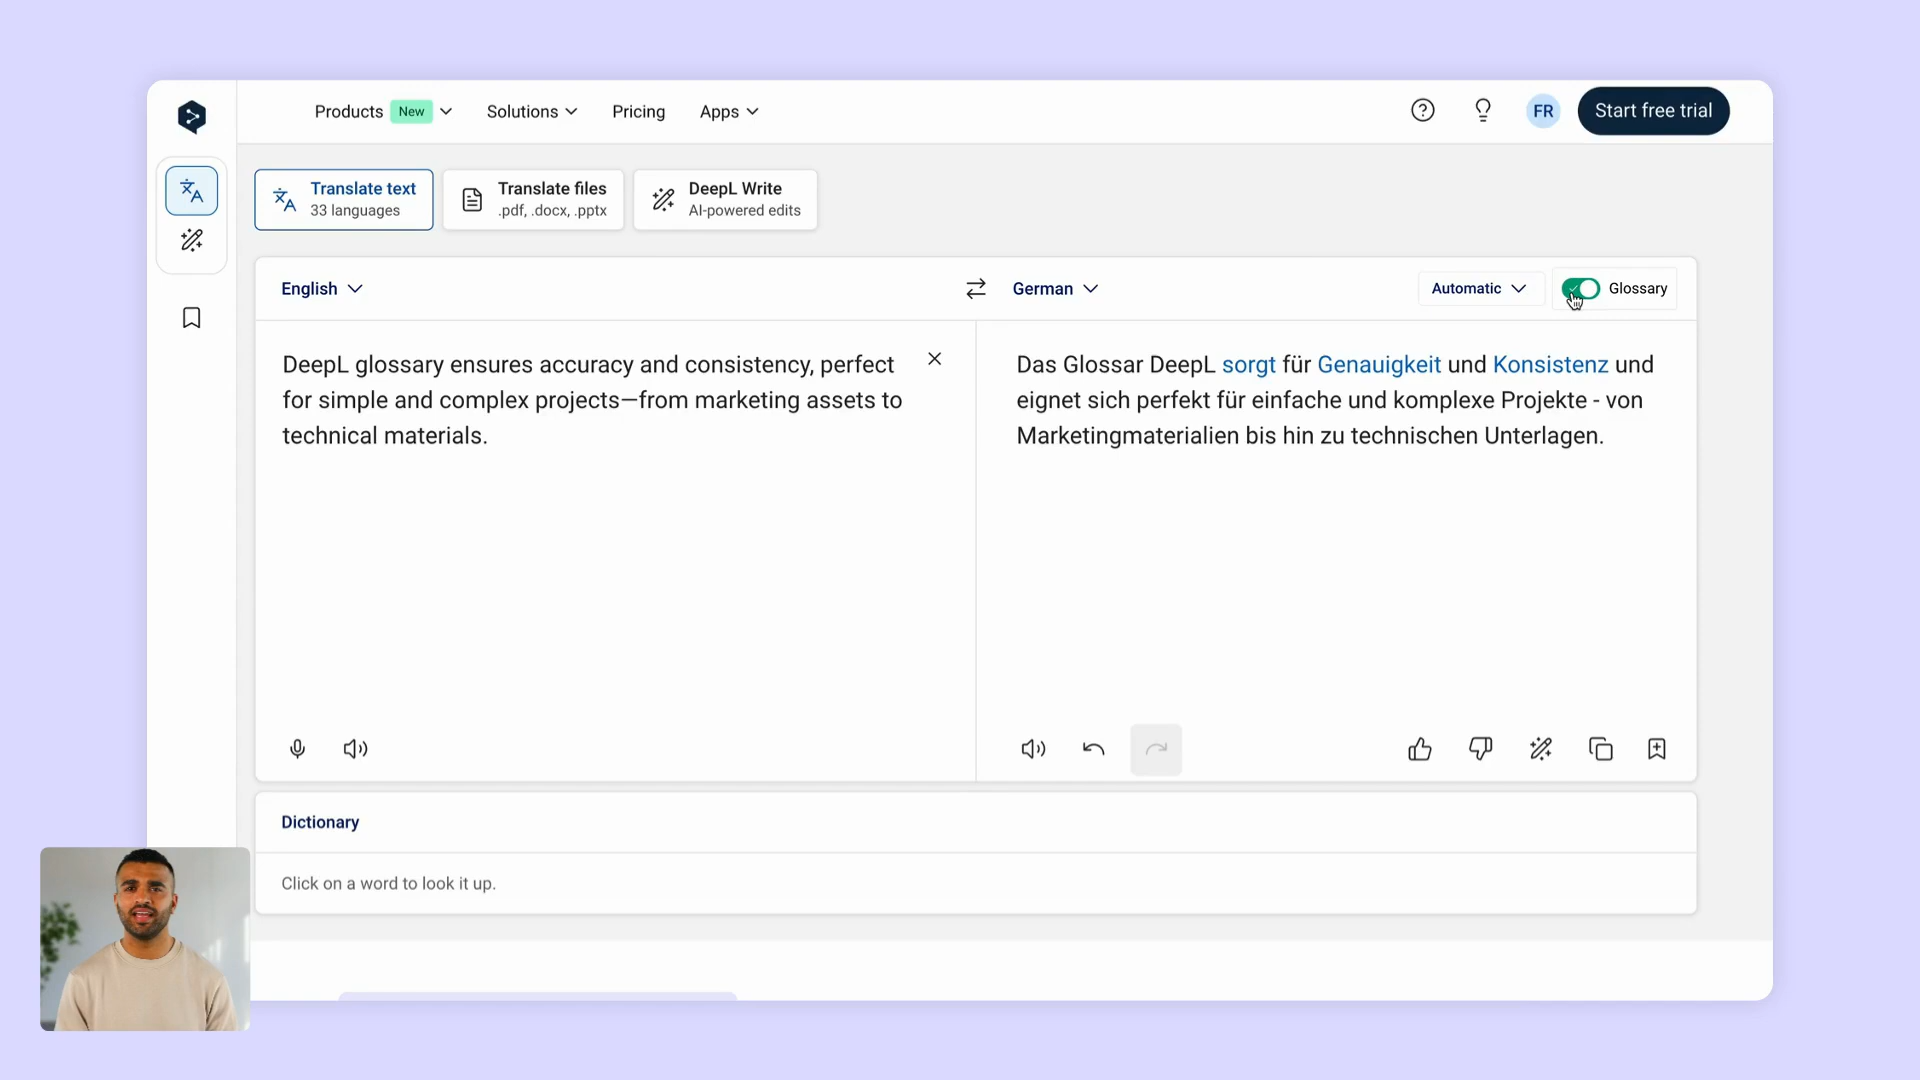 Products New
Solutions
Pricing
Apps
FR
Start free trial
Translate text
33 languages
Translate files
.pdf, .docx, .pptx
DeepL Write
AI-powered edits
English
German
Automatic
Glossary
DeepL glossary ensures accuracy and consistency, perfect
for simple and complex projects—from marketing assets to
technical materials.
Das Glossar DeepL sorgt für Genauigkeit und Konsistenz und
eignet sich perfekt für einfache und komplexe Projekte - von
Marketingmaterialien bis hin zu technischen Unterlagen.
Dictionary
Click on a word to look it up.